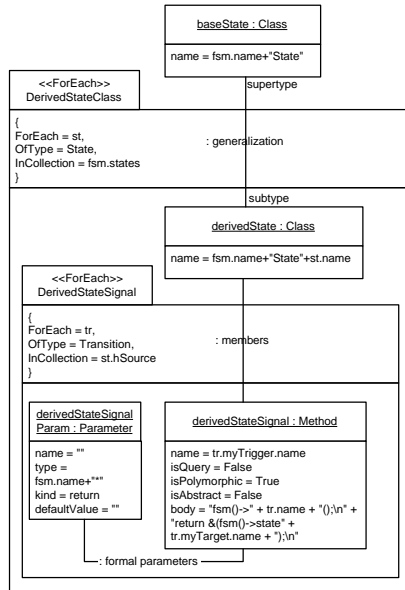 baseState : Class
name = fsm.name+"State"
<<ForEach>>
DerivedStateClass
supertype
{
ForEach = st,
OfType = State,
InCollection = fsm.states
}
: generalization
subtype
derivedState : Class
name = fsm.name+"State"+st.name
<<ForEach>>
DerivedStateSignal
{
ForEach = tr,
OfType = Transition,
InCollection = st.hSource
}
: members
derivedStateSignal
Param : Parameter
name = ""
type =
fsm.name+"*"
kind = return
defaultValue = ""
derivedStateSignal : Method
name = tr.myTrigger.name
isQuery = False
isPolymorphic = True
isAbstract = False
body = "fsm()->" + tr.name + "();\n" +
"return &(fsm()->state" +
tr.myTarget.name + ");\n"
: formal parameters